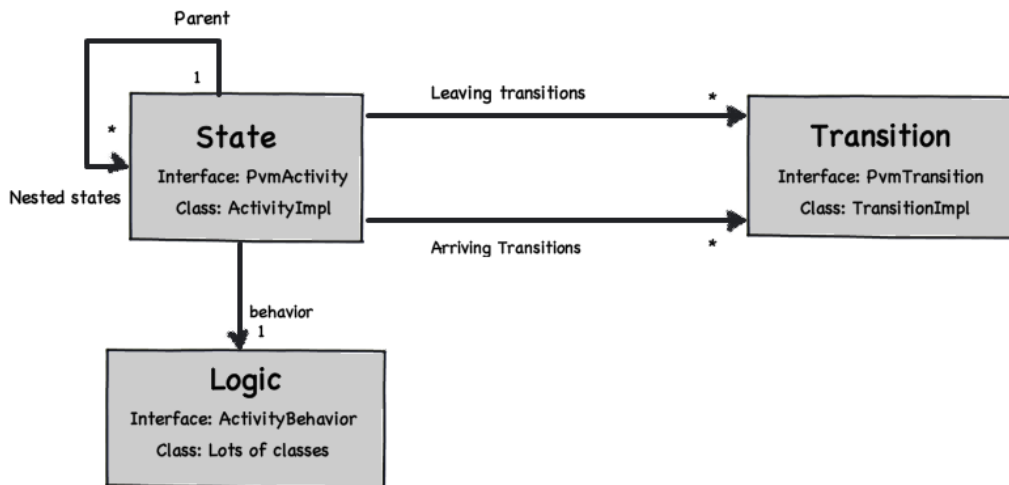 Parent
1
*
Nested states
State
Interface: PvmActivity
Class: ActivityImpl
Leaving transitions
*
Arriving Transitions
*
Transition
Interface: PvmTransition
Class: TransitionImpl
behavior
1
Logic
Interface: ActivityBehavior
Class: Lots of classes